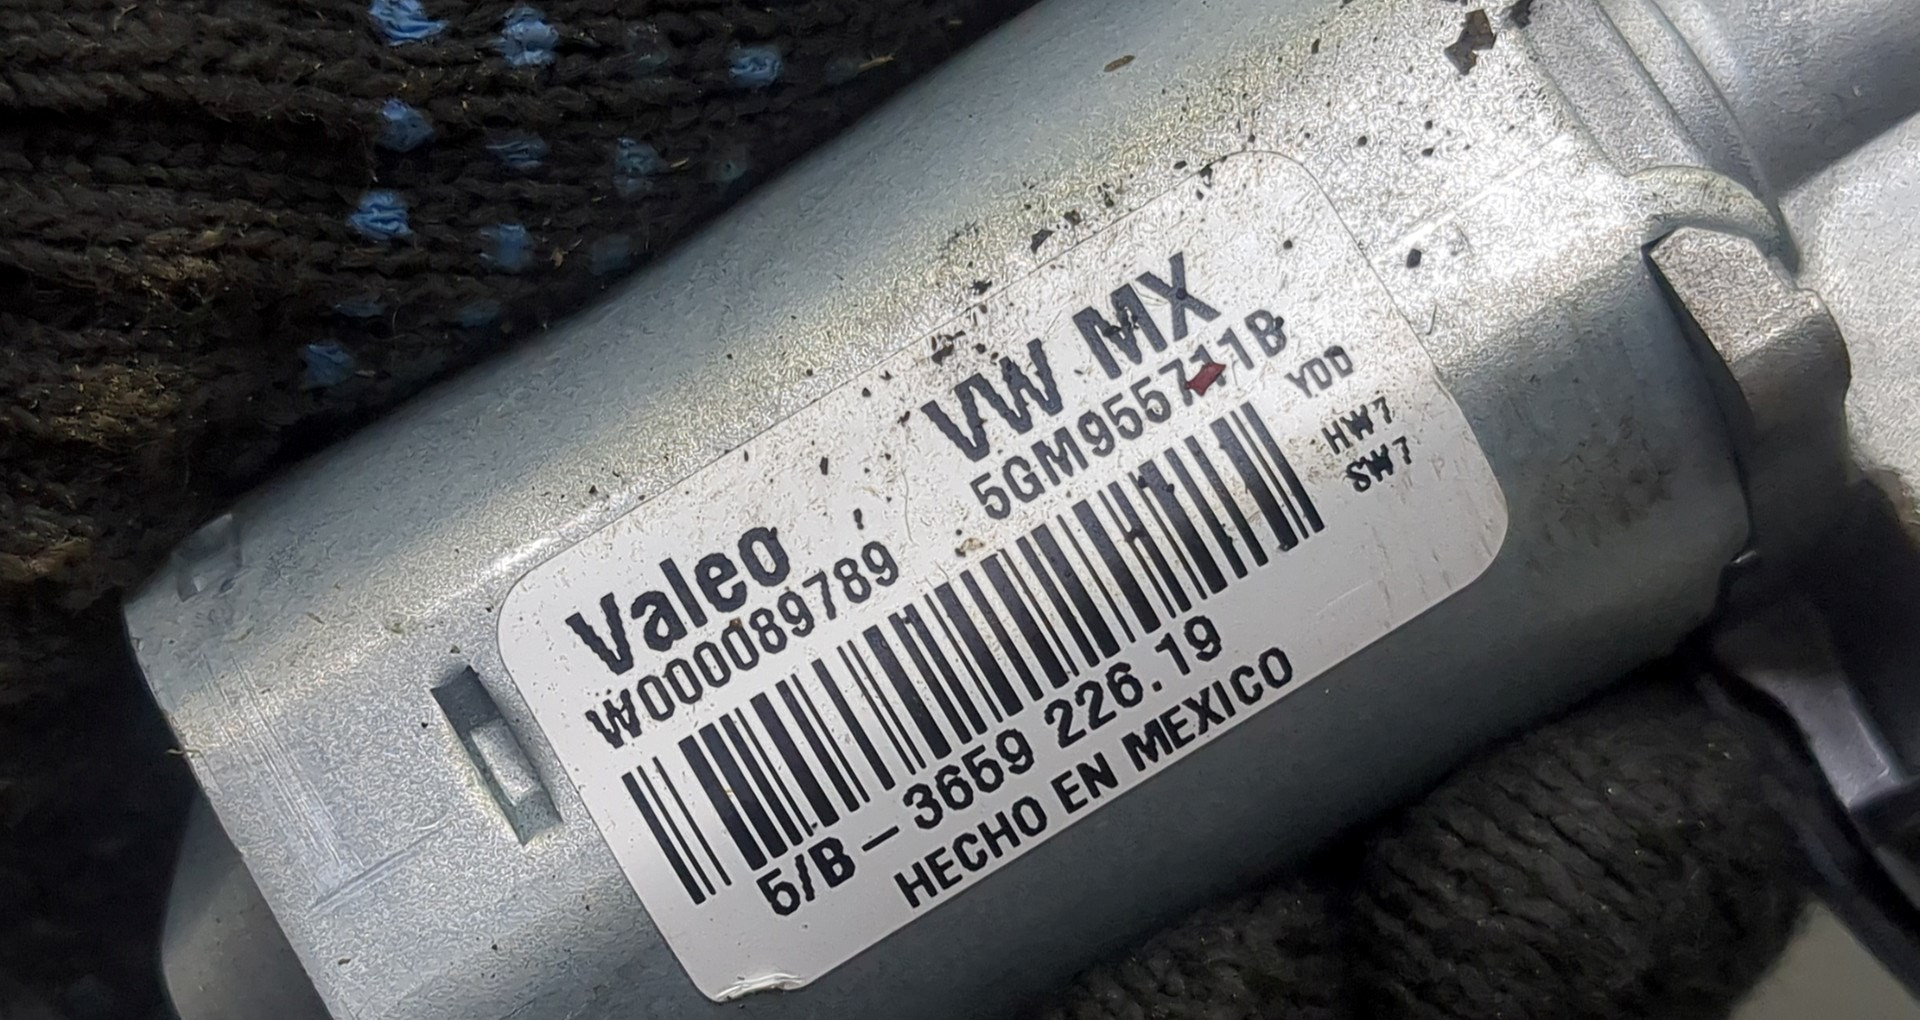 Valeo
W000089789
VW MX
5GM955711B
YDD
HW7
SW7
5/B-3659 226.19
HECHO EN MEXICO